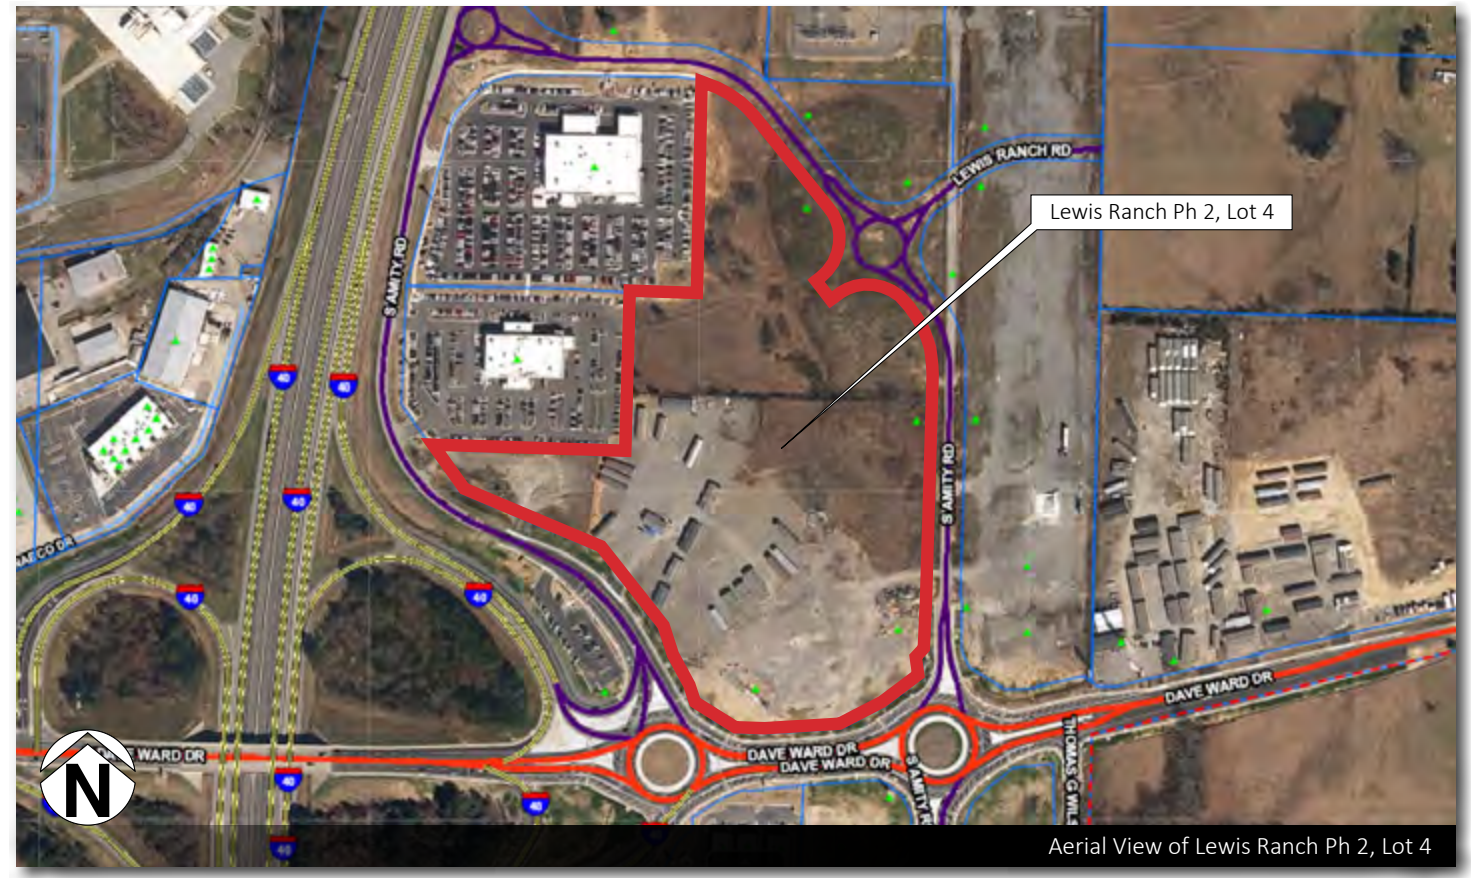 LEWIS RANCH RD
Lewis Ranch Ph 2, Lot 4
S AMITY RD
40
40
S AMITY RD
40
40
40
40
DAVE WARD DR
DAVE WARD DR
WARD DR
DAVE WARD DR
S AMITY R
THOMAS G WILS
N
40
40
40
Aerial View of Lewis Ranch Ph 2, Lot 4